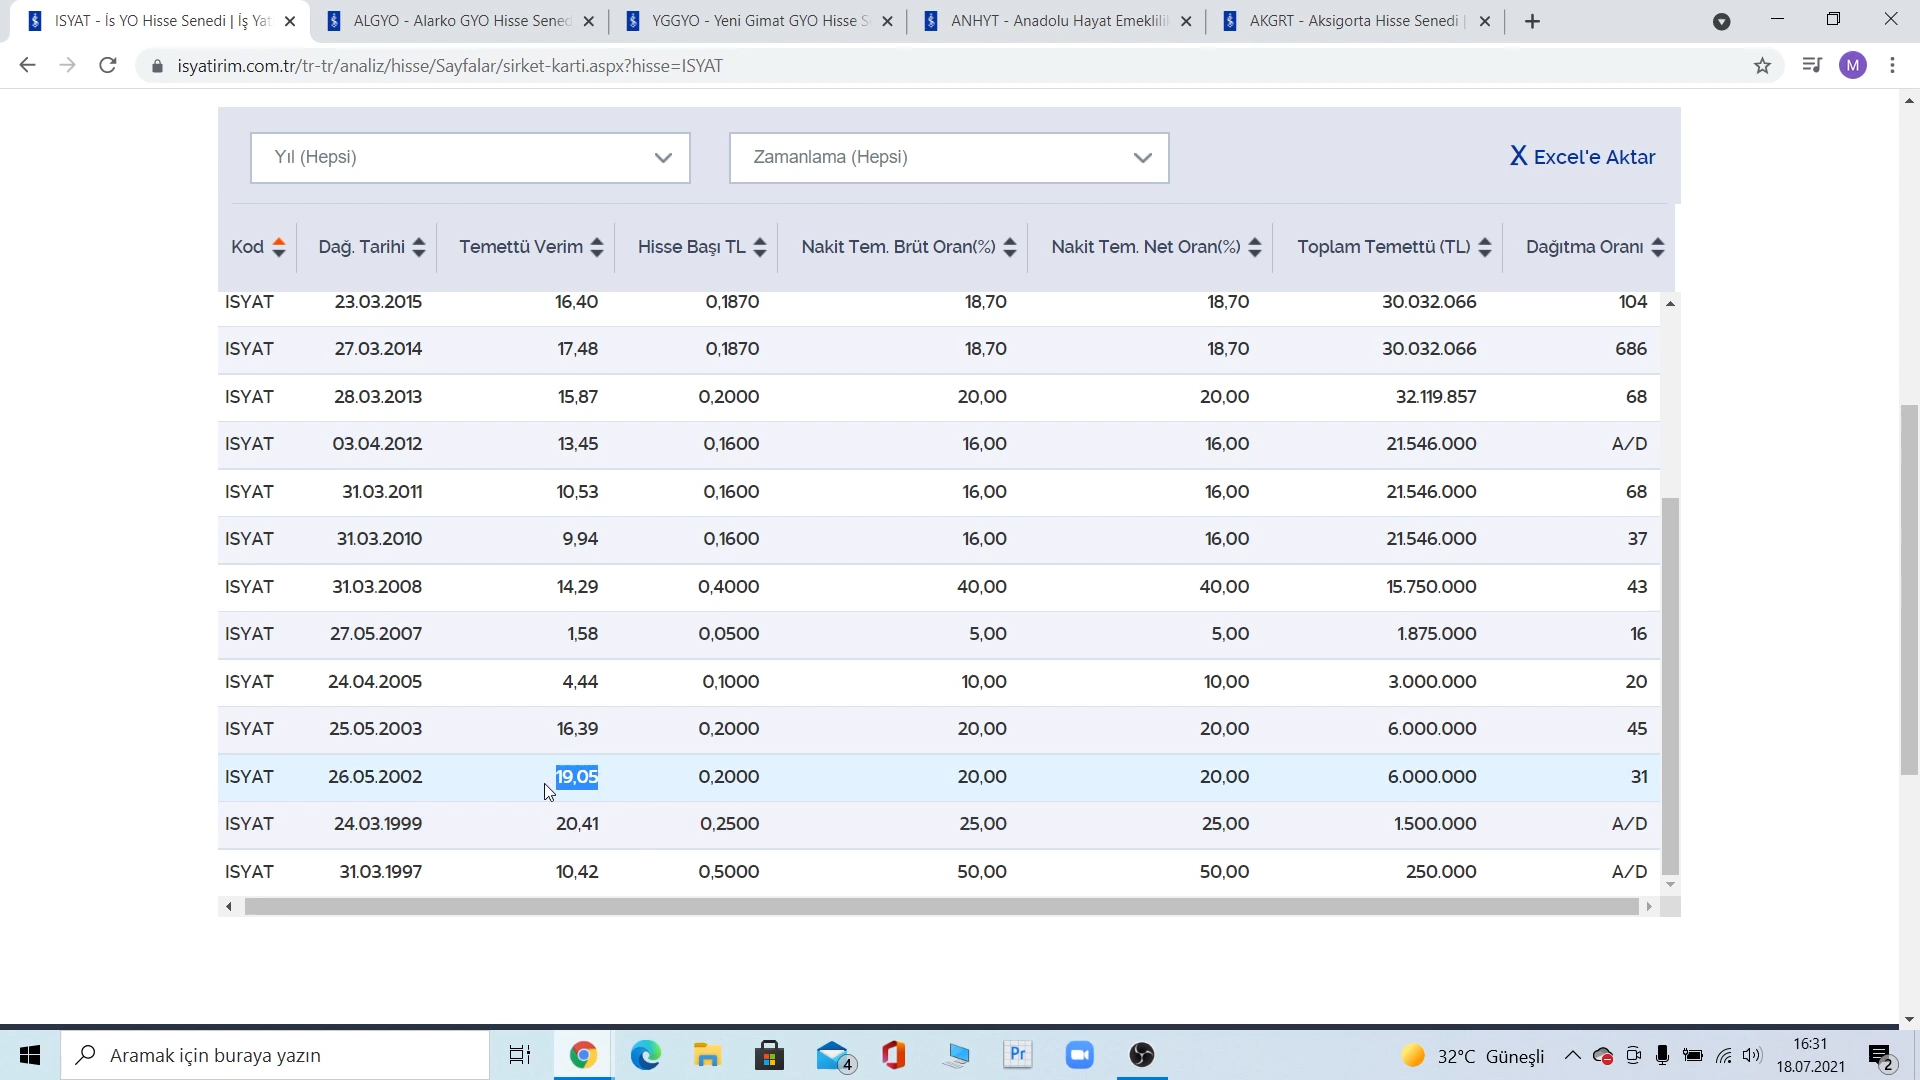 ISYAT - İs YO Hisse Senedi | İş Yat
ALGYO - Alarko GYO Hisse Sened
YGGYO - Yeni Gimat GYO Hisse S
ANHYT - Anadolu Hayat Emeklili
AKGRT - Aksigorta Hisse Senedi |
isyatirim.com.tr/tr-tr/analiz/hisse/Sayfalar/sirket-karti.aspx?hisse=ISYAT
M
Yıl (Hepsi)
Zamanlama (Hepsi)
X Excel'e Aktar
Kod Dağ. Tarihi Temettü Verim Hisse Başı TL Nakit Tem. Brüt Oran(%) Nakit Tem. Net Oran(%) Toplam Temettü (TL) Dağıtma Oranı
ISYAT 23.03.2015 16,40 0,1870 18,70 18,70 30.032.066 104
ISYAT 27.03.2014 17,48 0,1870 18,70 18,70 30.032.066 686
ISYAT 28.03.2013 15,87 0,2000 20,00 20,00 32.119.857 68
ISYAT 03.04.2012 13,45 0,1600 16,00 16,00 21.546.000 A/D
ISYAT 31.03.2011 10,53 0,1600 16,00 16,00 21.546.000 68
ISYAT 31.03.2010 9,94 0,1600 16,00 16,00 21.546.000 37
ISYAT 31.03.2008 14,29 0,4000 40,00 40,00 15.750.000 43
ISYAT 27.05.2007 1,58 0,0500 5,00 5,00 1.875.000 16
ISYAT 24.04.2005 4,44 0,1000 10,00 10,00 3.000.000 20
ISYAT 25.05.2003 16,39 0,2000 20,00 20,00 6.000.000 45
ISYAT 26.05.2002 19,05 0,2000 20,00 20,00 6.000.000 31
ISYAT 24.03.1999 20,41 0,2500 25,00 25,00 1.500.000 A/D
ISYAT 31.03.1997 10,42 0,5000 50,00 50,00 250.000 A/D
Aramak için buraya yazın
4
Pr
32°C Güneşli
16:31
18.07.2021
2